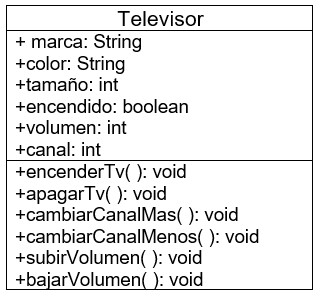 Televisor
+ marca: String
+color: String
+tamaño: int
+encendido: boolean
+volumen: int
+canal: int
+encenderTv( ): void
+apagarTv( ): void
+cambiarCanalMas( ): void
+cambiarCanalMenos( ): void
+subirVolumen( ): void
+bajarVolumen( ): void